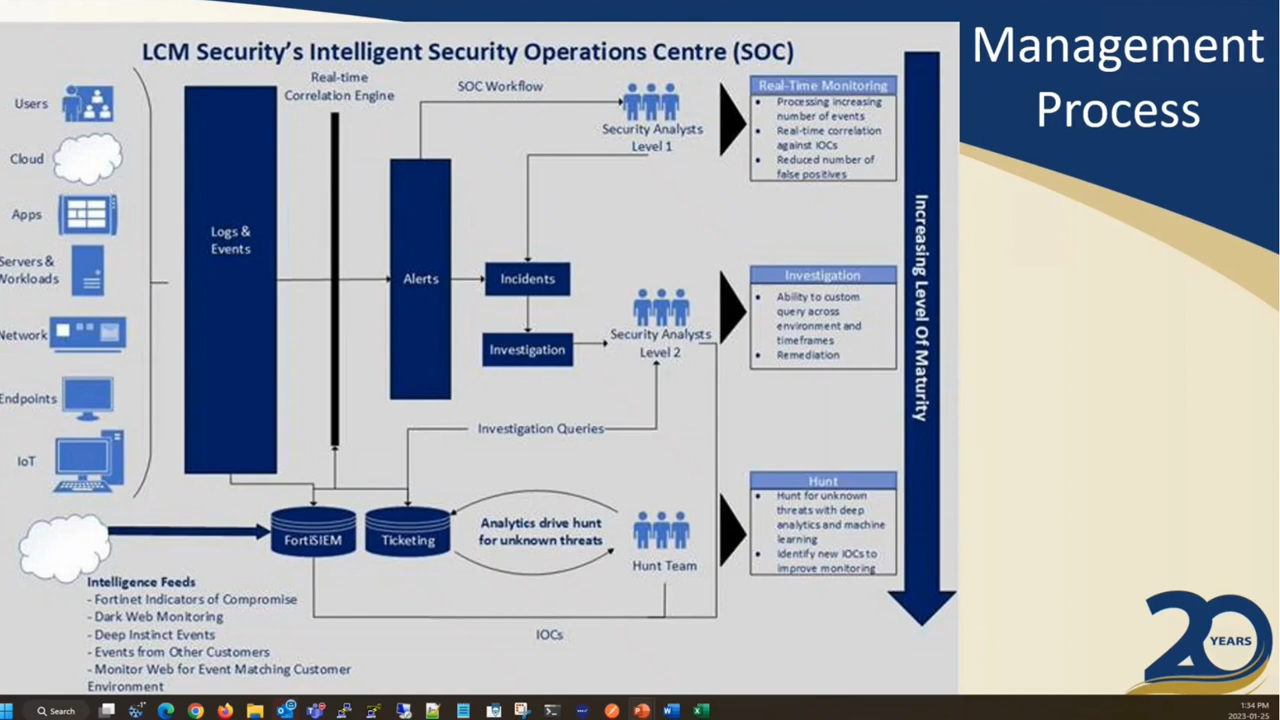 Management
Process
LCM Security's Intelligent Security Operations Centre (SOC)
Users
Cloud
Apps
Servers &
Workloads
Network
Endpoints
IoT
Logs &
Events
Real-time
Correlation Engine
SOC Workflow
Alerts
Security Analysts
Level 1
Incidents
Investigation
Security Analysts
Level 2
Investigation Queries
FortiSIEM
Ticketing
Analytics drive hunt
for unknown threats
Hunt Team
IOCs
Intelligence Feeds
- Fortinet Indicators of Compromise
- Dark Web Monitoring
- Deep Instinct Events
- Events from Other Customers
- Monitor Web for Event Matching Customer
Environment
Real-Time Monitoring
• Processing increasing
number of events
• Real-time correlation
against IOCs
• Reduced number of
false positives
Investigation
• Ability to custom
query across
environment and
timeframes
• Remediation
Hunt
• Hunt for unknown
threats with deep
analytics and machine
learning
• Identify new IOCs to
improve monitoring
Increasing Level Of Maturity
20
YEARS
Search
1:34 PM
2023-01-25